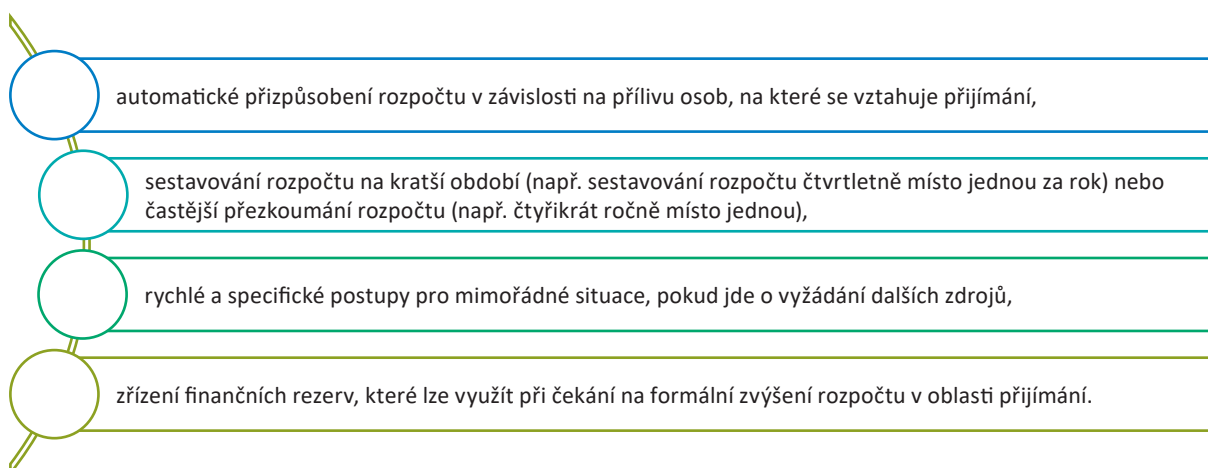 automatické přizpůsobení rozpočtu v závislosti na přílivu osob, na které se vztahuje přijímání,
sestavování rozpočtu na kratší období (např. sestavování rozpočtu čtvrtletně místo jednou za rok) nebo
častější přezkoumání rozpočtu (např. čtyřikrát ročně místo jednou),
rychlé a specifické postupy pro mimořádné situace, pokud jde o vyžádání dalších zdrojů,
zřízení finančních rezerv, které lze využít při čekání na formální zvýšení rozpočtu v oblasti přijímání.